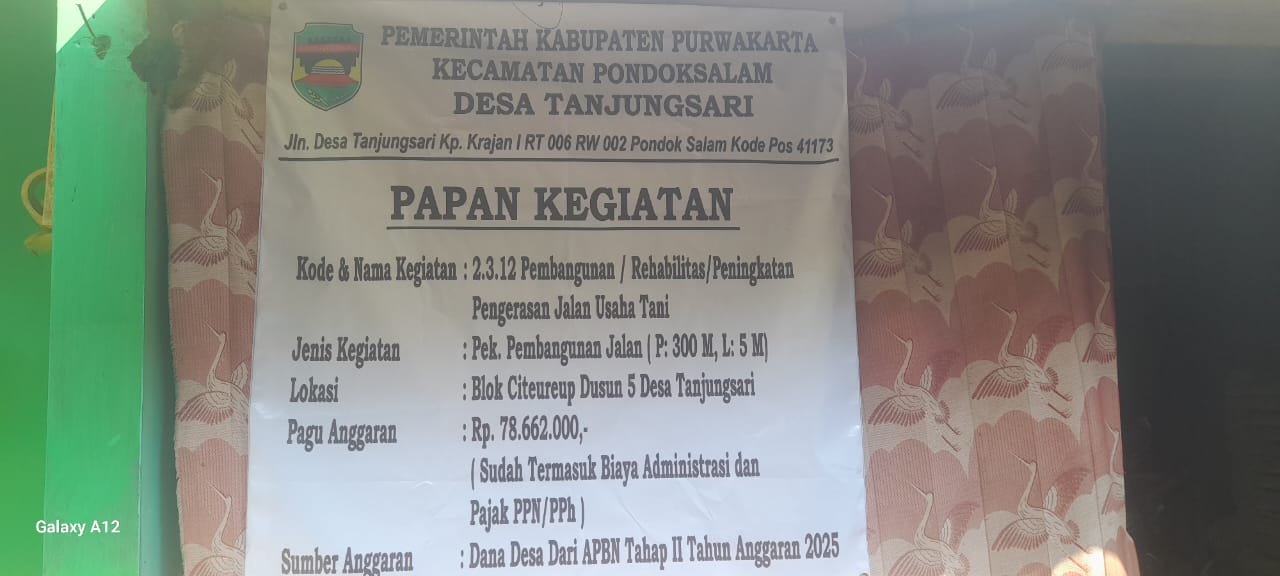 PEMERINTAH KABUPATEN PURWAKARTA
KECAMATAN PONDOKSALAM
DESA TANJUNGSARI
Jln. Desa Tanjungsari Kp. Krajan I RT 006 RW 002 Pondok Salam Kode Pos 41173
PAPAN KEGIATAN
Kode & Nama Kegiatan : 2.3.12 Pembangunan / Rehabilitas/Peningkatan
Pengerasan Jalan Usaha Tani
Jenis Kegiatan : Pek. Pembangunan Jalan ( P: 300 M, L: 5 M)
Lokasi : Blok Citeureup Dusun 5 Desa Tanjungsari
Pagu Anggaran : Rp. 78.662.000,-
( Sudah Termasuk Biaya Administrasi dan
Pajak PPN/PPh )
Sumber Anggaran : Dana Desa Dari APBN Tahap II Tahun Anggaran 2025
Galaxy A12